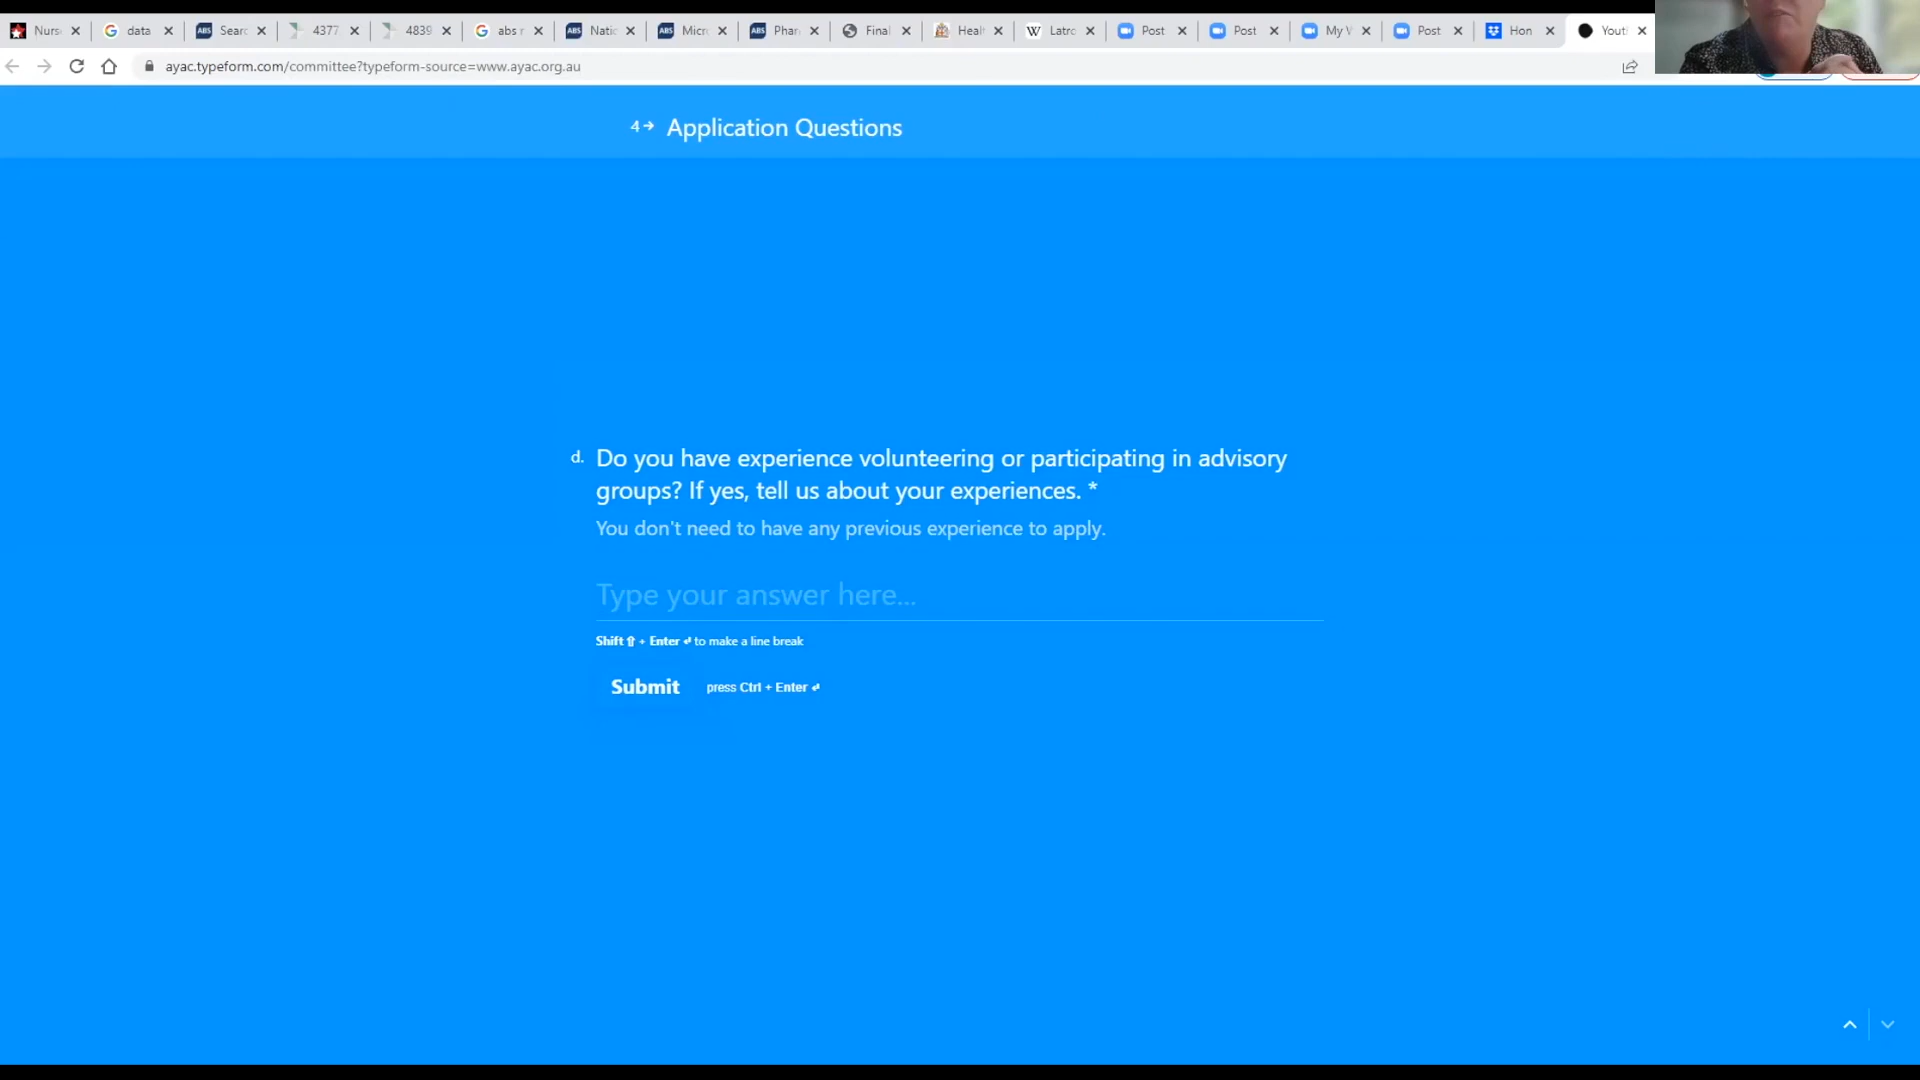 Nurs
data
Searc
4377
4839
abs r
Natic
Micro
Phar
Final
Healt
Latro
Post
Post
My V
Post
Hon
Yout
ayac.typeform.com/committee?typeform-source=www.ayac.org.au
4→ Application Questions
d. Do you have experience volunteering or participating in advisory
groups? If yes, tell us about your experiences. *
You don't need to have any previous experience to apply.
Type your answer here...
Shift ⇧ + Enter ↵ to make a line break
Submit press Ctrl + Enter ↵